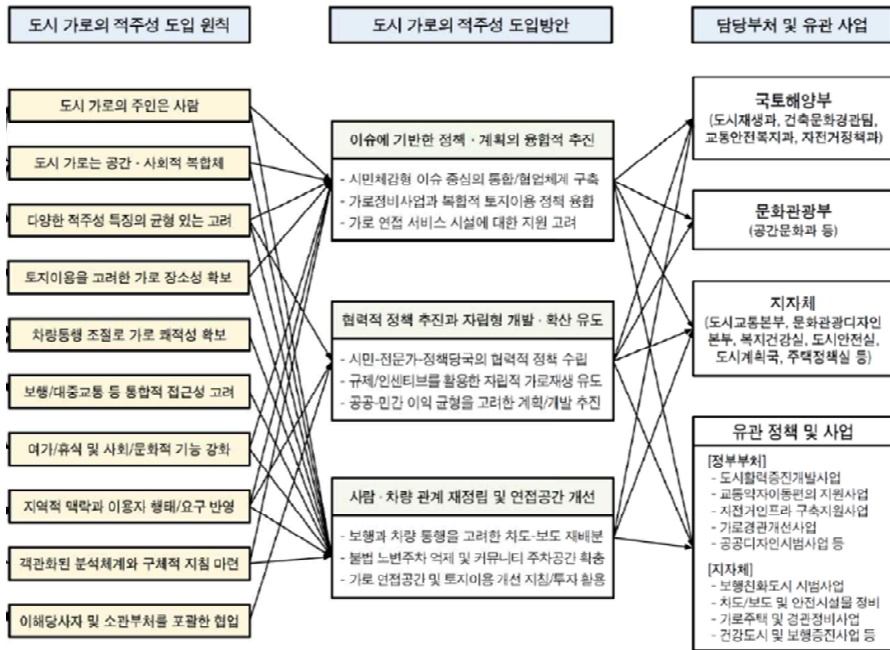 도시 가로의 적주성 도입 원칙
도시 가로의 주인은 사람
도시 가로는 공간 · 사회적 복합체
다양한 적주성 특징의 균형 있는 고려
토지이용을 고려한 가로 장소성 확보
차량통행 조절로 가로 쾌적성 확보
보행/대중교통 등 통합적 접근성 고려
여가/휴식 및 사회/문화적 기능 강화
지역적 맥락과 이용자 행태/요구 반영
객관화된 분석체계와 구체적 지침 마련
이해당사자 및 소관부처를 포괄한 협업
도시 가로의 적주성 도입방안
이슈에 기반한 정책 · 계획의 융합적 추진
- 시민체감형 이슈 중심의 통합/협업체계 구축
- 가로정비사업과 복합적 토지이용 정책 융합
- 가로 연접 서비스 시설에 대한 지원 고려
협력적 정책 추진과 자립형 개발 · 확산 유도
- 시민-전문가-정책당국의 협력적 정책 수립
- 규제/인센티브를 활용한 자립적 가로재생 유도
- 공공-민간 이익 균형을 고려한 계획/개발 추진
사람 · 차량 관계 재정립 및 연접공간 개선
- 보행과 차량 통행을 고려한 차도-보도 재배분
- 불법 노변주차 억제 및 커뮤니티 주차공간 확충
- 가로 연접공간 및 토지이용 개선 지침/투자 활용
담당부처 및 유관 사업
국토해양부
(도시재생과, 건축문화경관팀,
교통안전복지과, 자전거정책과)
문화관광부
(공간문화과 등)
지자체
(도시교통본부, 문화관광디자인
본부, 복지건강실, 도시안전실,
도시계획국, 주택정책실 등)
유관 정책 및 사업
[정부부처]
- 도시활력증진개발사업
- 교통약자이동편의 지원사업
- 자전거인프라 구축지원사업
- 가로경관개선사업
- 공공디자인시범사업 등
[지자체]
- 보행친화도시 시범사업
- 차도/보도 및 안전시설물 정비
- 가로주택 및 경관정비사업
- 건강도시 및 보행증진사업 등